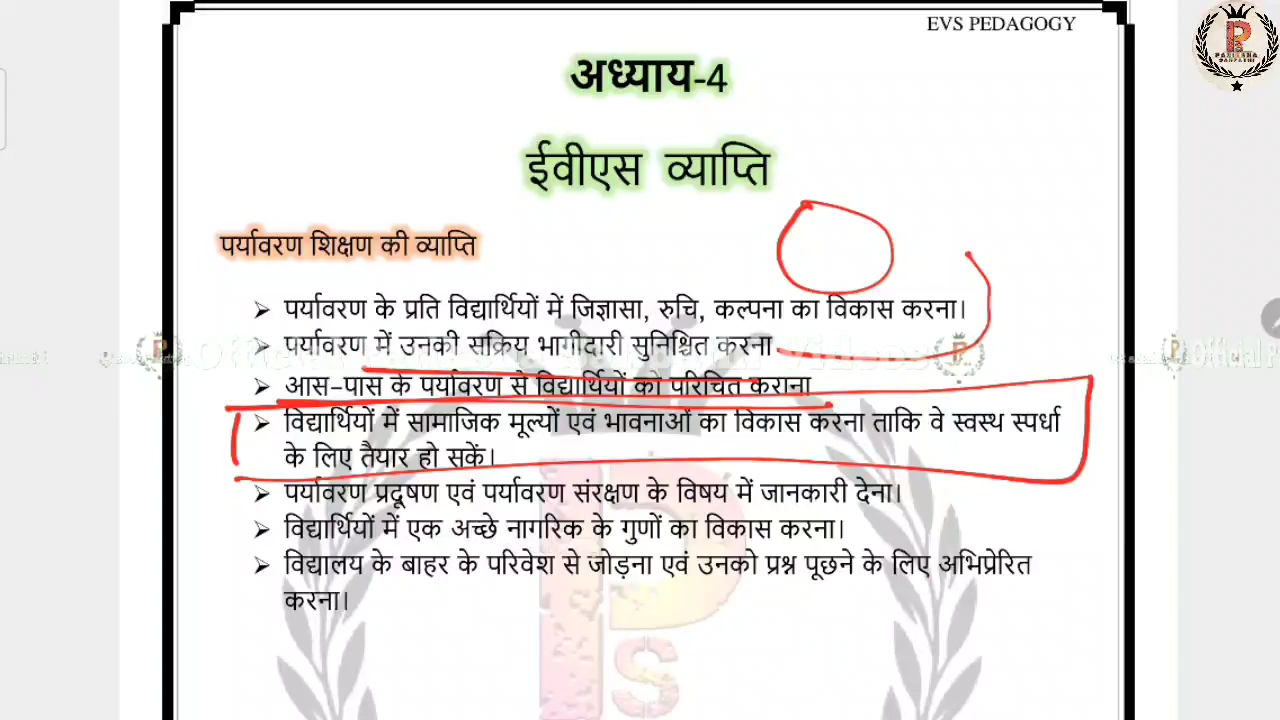 EVS PEDAGOGY
अध्याय-4
ईवीएस व्याप्ति
पर्यावरण शिक्षण की व्याप्ति
➢ पर्यावरण के प्रति विद्यार्थियों में जिज्ञासा, रुचि, कल्पना का विकास करना।
➢ पर्यावरण में उनकी सक्रिय भागीदारी सुनिश्चित करना
➢ आस-पास के पर्यावरण से विद्यार्थियों को परिचित कराना
➢ विद्यार्थियों में सामाजिक मूल्यों एवं भावनाओं का विकास करना ताकि वे स्वस्थ स्पर्धा
के लिए तैयार हो सकें।
➢ पर्यावरण प्रदूषण एवं पर्यावरण संरक्षण के विषय में जानकारी देना।
➢ विद्यार्थियों में एक अच्छे नागरिक के गुणों का विकास करना।
➢ विद्यालय के बाहर के परिवेश से जोड़ना एवं उनको प्रश्न पूछने के लिए अभिप्रेरित
करना।